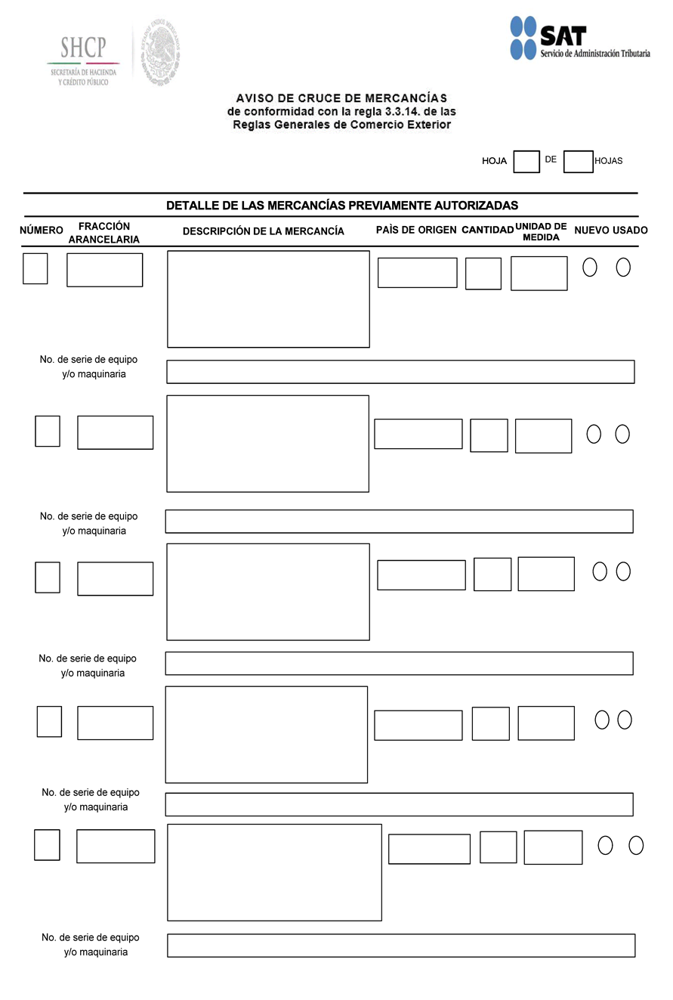 SHCP
SECRETARÍA DE HACIENDA
Y CRÉDITO PÚBLICO
ESTADOS UNIDOS MEXICANOS
SAT
Servicio de Administración Tributaria
AVISO DE CRUCE DE MERCANCÍAS
de conformidad con la regla 3.3.14. de las
Reglas Generales de Comercio Exterior
HOJA DE HOJAS
DETALLE DE LAS MERCANCÍAS PREVIAMENTE AUTORIZADAS
NÚMERO FRACCIÓN ARANCELARIA DESCRIPCIÓN DE LA MERCANCÍA PAÌS DE ORIGEN CANTIDAD UNIDAD DE MEDIDA NUEVO USADO
No. de serie de equipo
y/o maquinaria
No. de serie de equipo
y/o maquinaria
No. de serie de equipo
y/o maquinaria
No. de serie de equipo
y/o maquinaria
No. de serie de equipo
y/o maquinaria